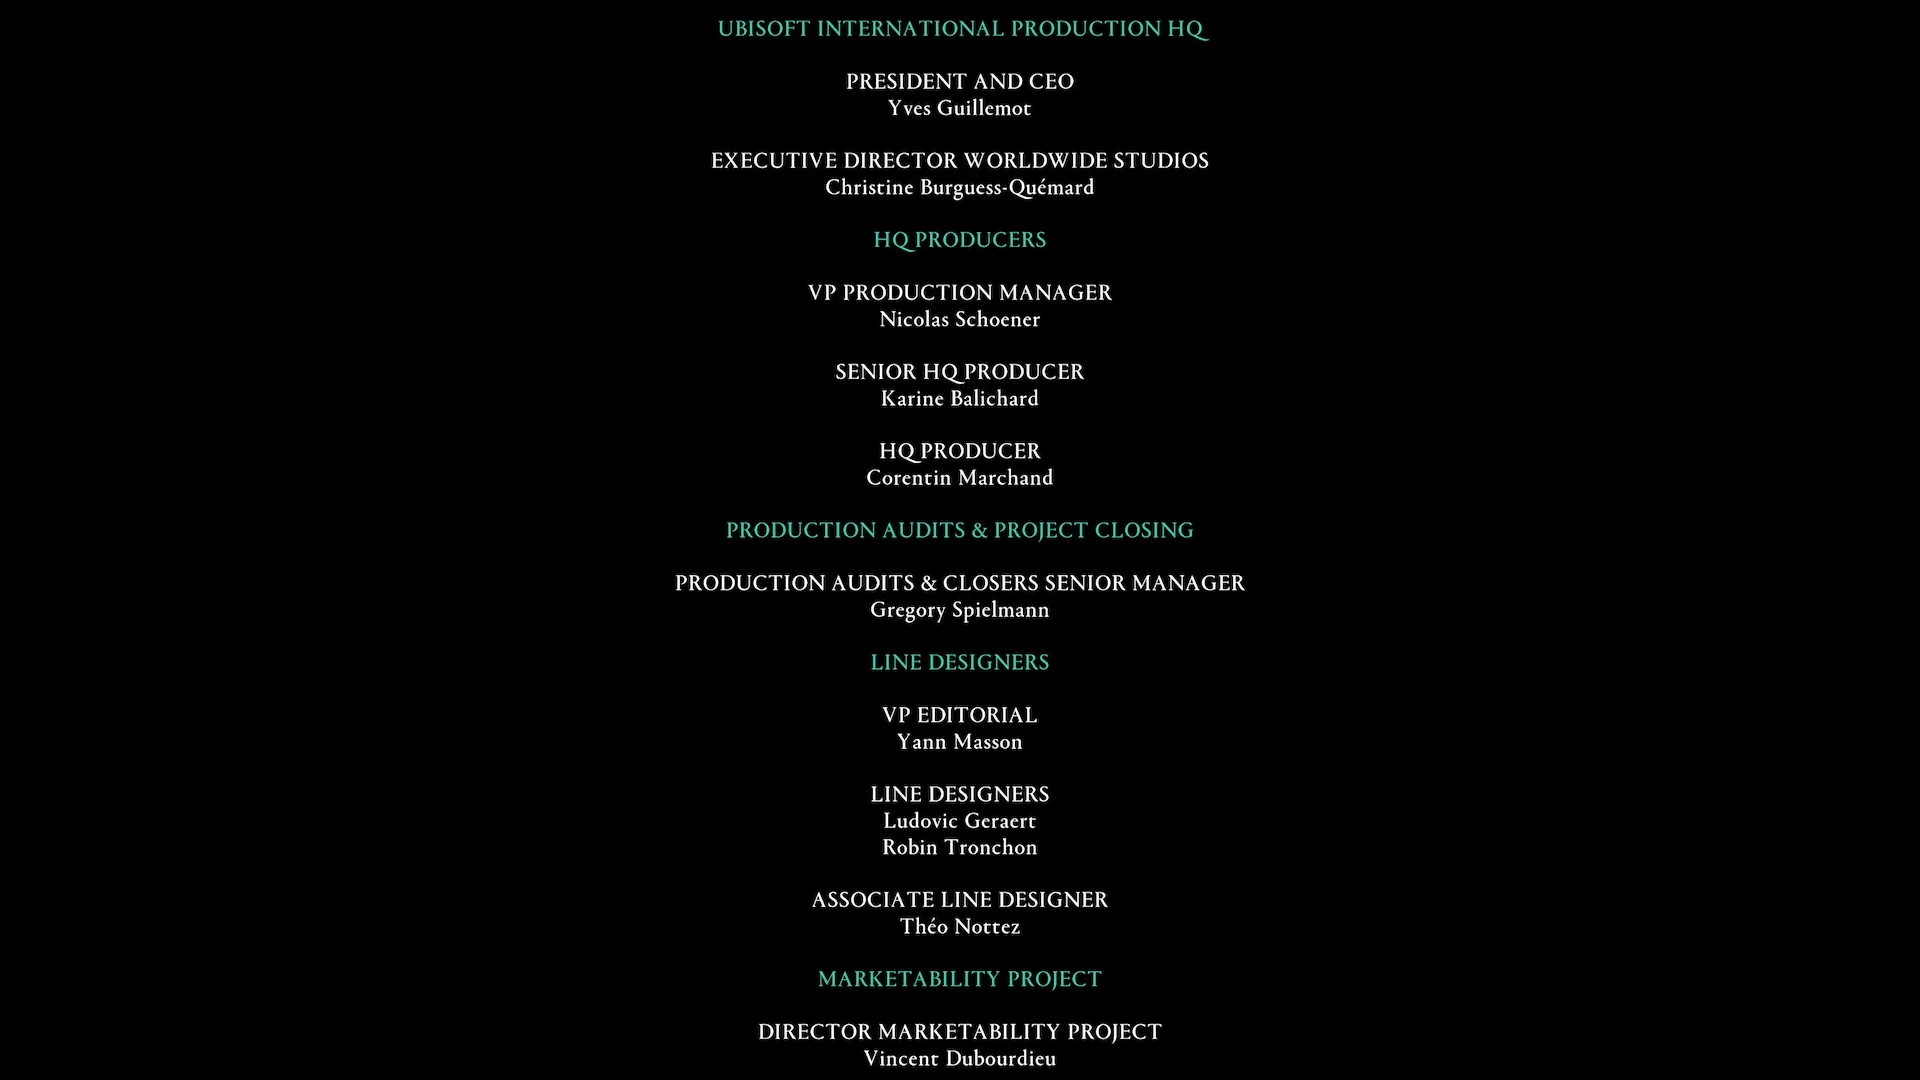 UBISOFT INTERNATIONAL PRODUCTION HQ
PRESIDENT AND CEO
Yves Guillemot
EXECUTIVE DIRECTOR WORLDWIDE STUDIOS
Christine Burguess-Quémard
HQ PRODUCERS
VP PRODUCTION MANAGER
Nicolas Schoener
SENIOR HQ PRODUCER
Karine Balichard
HQ PRODUCER
Corentin Marchand
PRODUCTION AUDITS & PROJECT CLOSING
PRODUCTION AUDITS & CLOSERS SENIOR MANAGER
Gregory Spielmann
LINE DESIGNERS
VP EDITORIAL
Yann Masson
LINE DESIGNERS
Ludovic Geraert
Robin Tronchon
ASSOCIATE LINE DESIGNER
Théo Nottez
MARKETABILITY PROJECT
DIRECTOR MARKETABILITY PROJECT
Vincent Dubourdieu